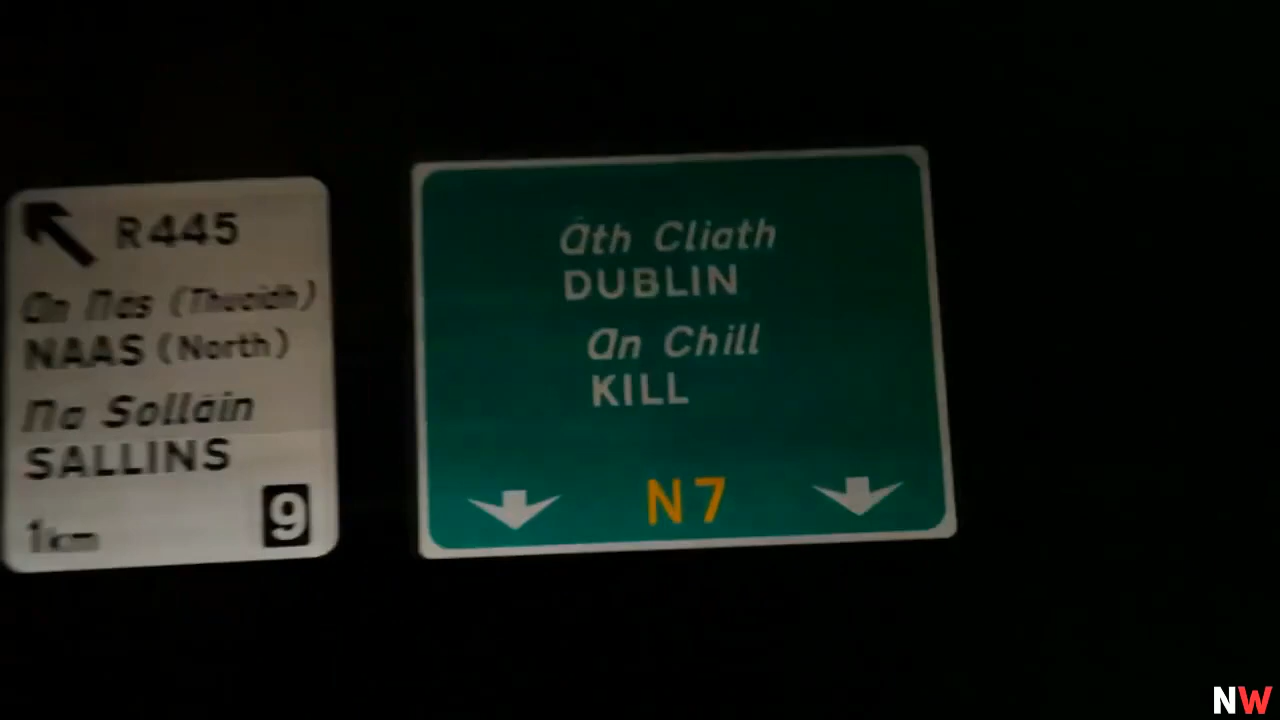 R445
An Nás (Thuaidh)
NAAS (North)
Na Solláin
SALLINS
1km
9
Áth Cliath
DUBLIN
An Chill
KILL
N7
NW